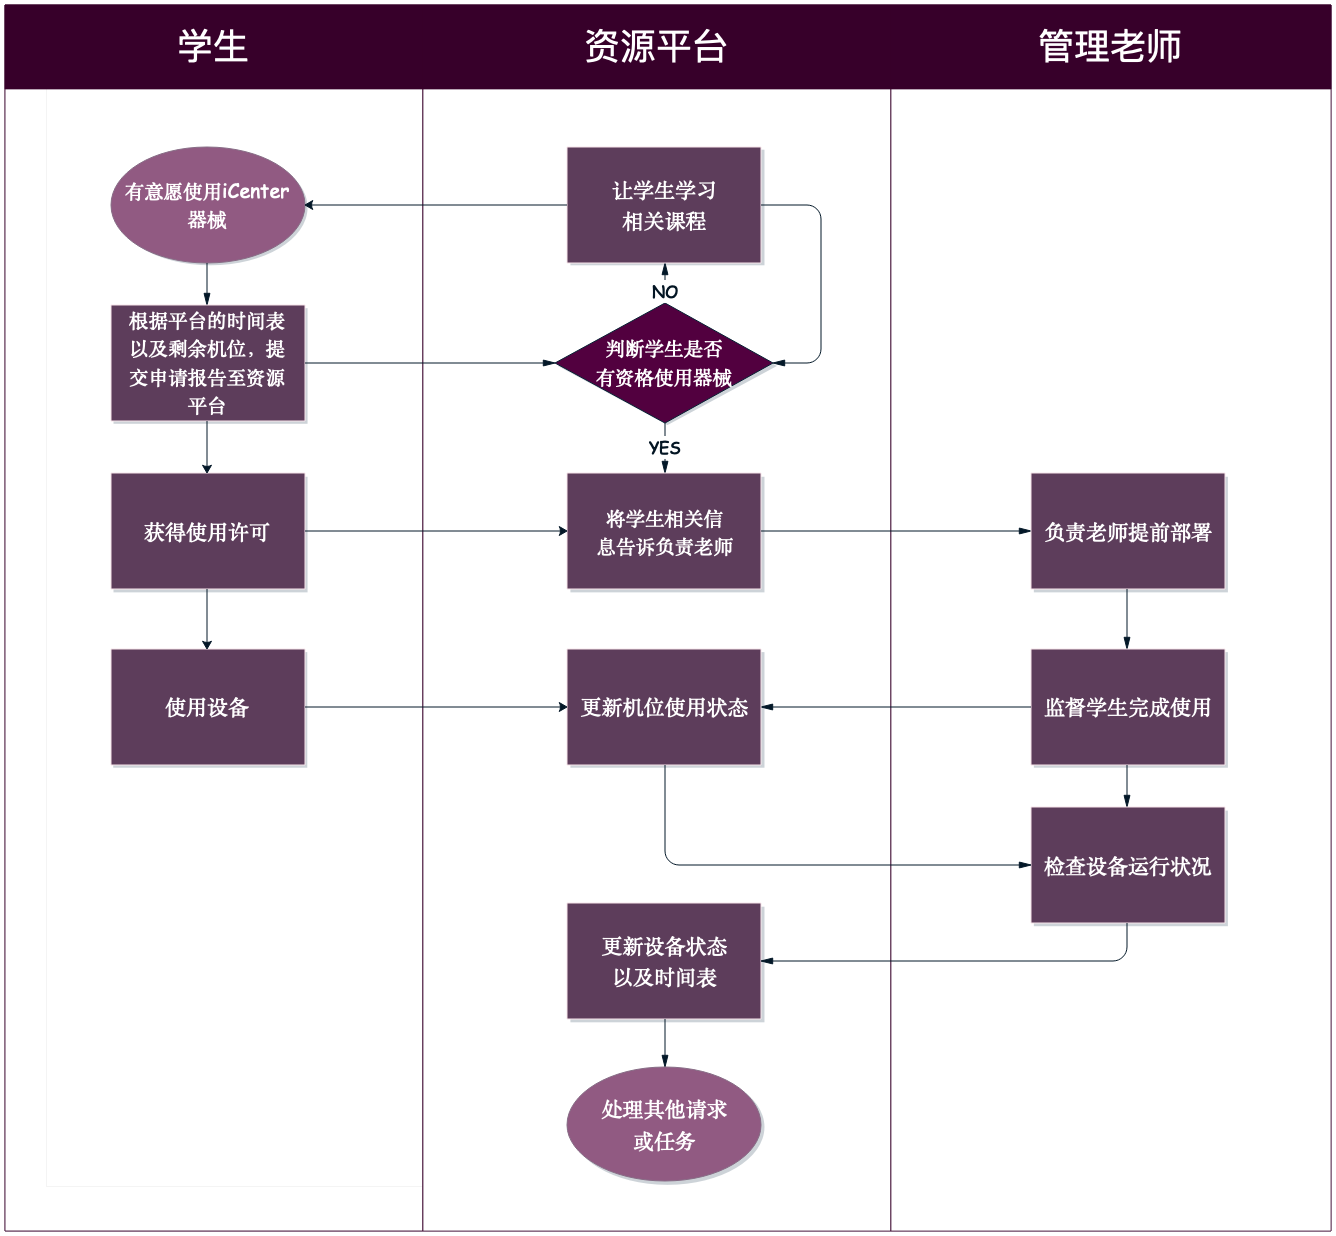 学生
资源平台
管理老师
有意愿使用iCenter
器械
让学生学习
相关课程
NO
根据平台的时间表
以及剩余机位，提
交申请报告至资源
平台
判断学生是否
有资格使用器械
YES
获得使用许可
将学生相关信
息告诉负责老师
负责老师提前部署
使用设备
更新机位使用状态
监督学生完成使用
检查设备运行状况
更新设备状态
以及时间表
处理其他请求
或任务